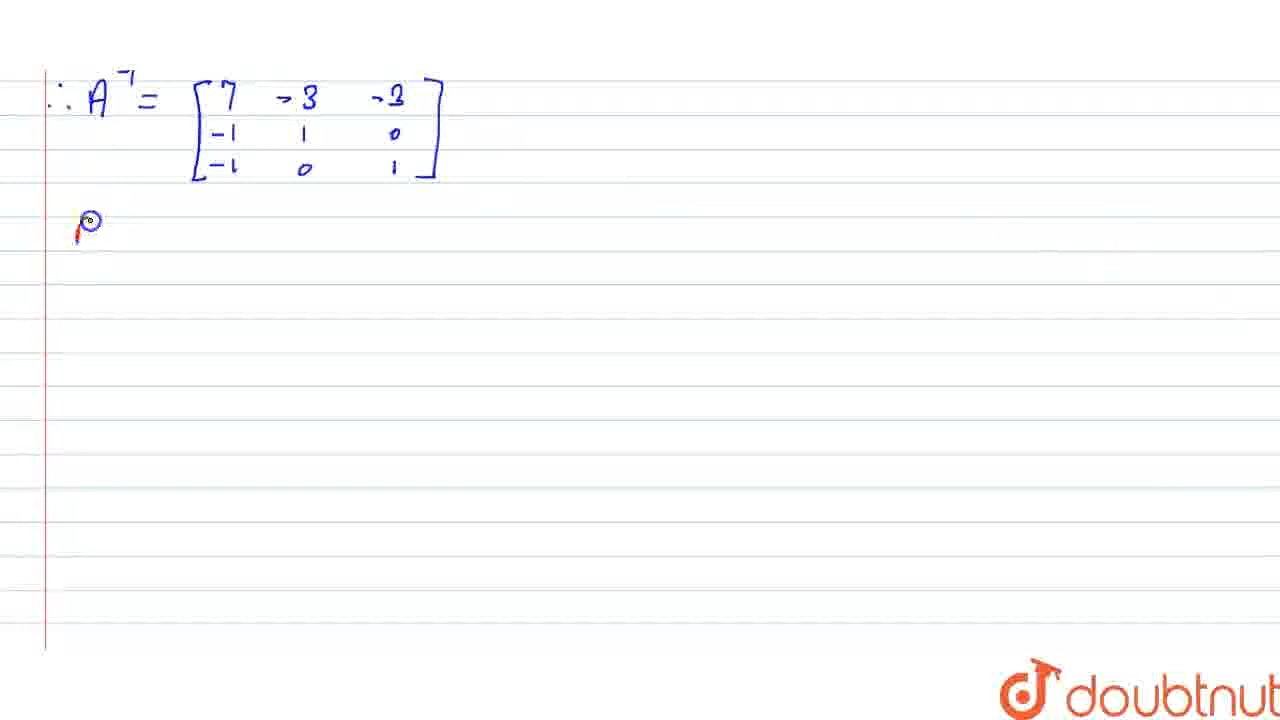 ∴ A⁻¹ = [ 7 -3 -3
-1 1 0
-1 0 1 ]
doubtnut